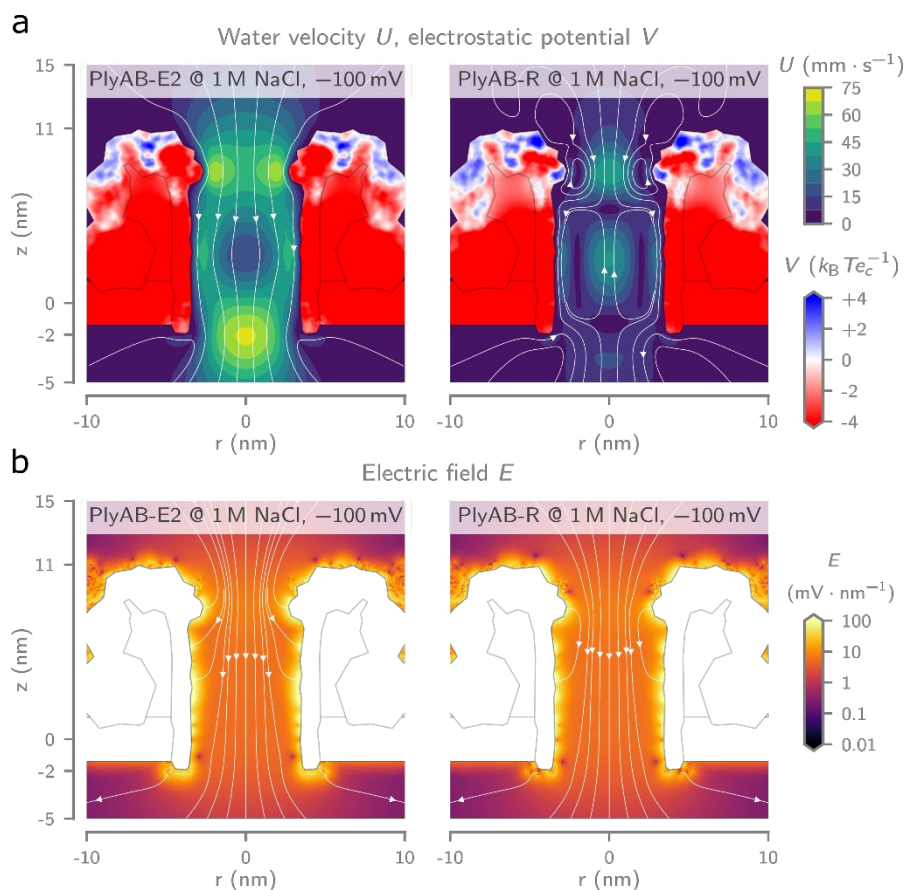 a
Water velocity U, electrostatic potential V
PlyAB-E2 @ 1 M NaCl, −100 mV
PlyAB-R @ 1 M NaCl, −100 mV
U (mm · s⁻¹)
75
60
45
30
15
0
V (k_B T e_c⁻¹)
+4
+2
0
-2
-4
z (nm)
15
11
0
-2
-5
-10
0
10
r (nm)
-10
0
10
r (nm)
b
Electric field E
PlyAB-E2 @ 1 M NaCl, −100 mV
PlyAB-R @ 1 M NaCl, −100 mV
E
(mV · nm⁻¹)
100
10
1
0.1
0.01
z (nm)
15
11
0
-2
-5
-10
0
10
r (nm)
-10
0
10
r (nm)